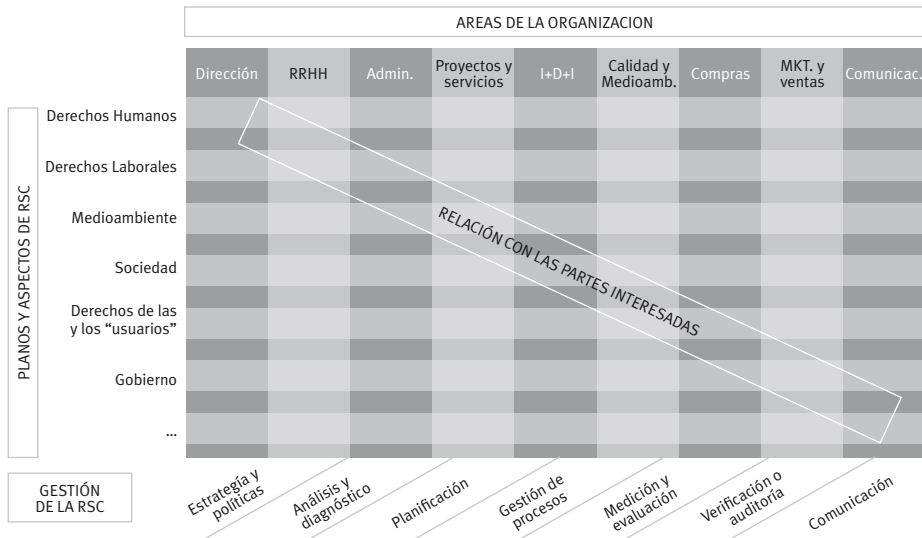 AREAS DE LA ORGANIZACION
Dirección
RRHH
Admin.
Proyectos y
servicios
I+D+I
Calidad y
Medioamb.
Compras
MKT. y
ventas
Comunicac.
PLANOS Y ASPECTOS DE RSC
Derechos Humanos
Derechos Laborales
Medioambiente
Sociedad
Derechos de las
y los “usuarios”
Gobierno
...
RELACIÓN CON LAS PARTES INTERESADAS
GESTIÓN
DE LA RSC
Estrategia y
políticas
Análisis y
diagnóstico
Planificación
Gestión de
procesos
Medición y
evaluación
Verificación o
auditoría
Comunicación